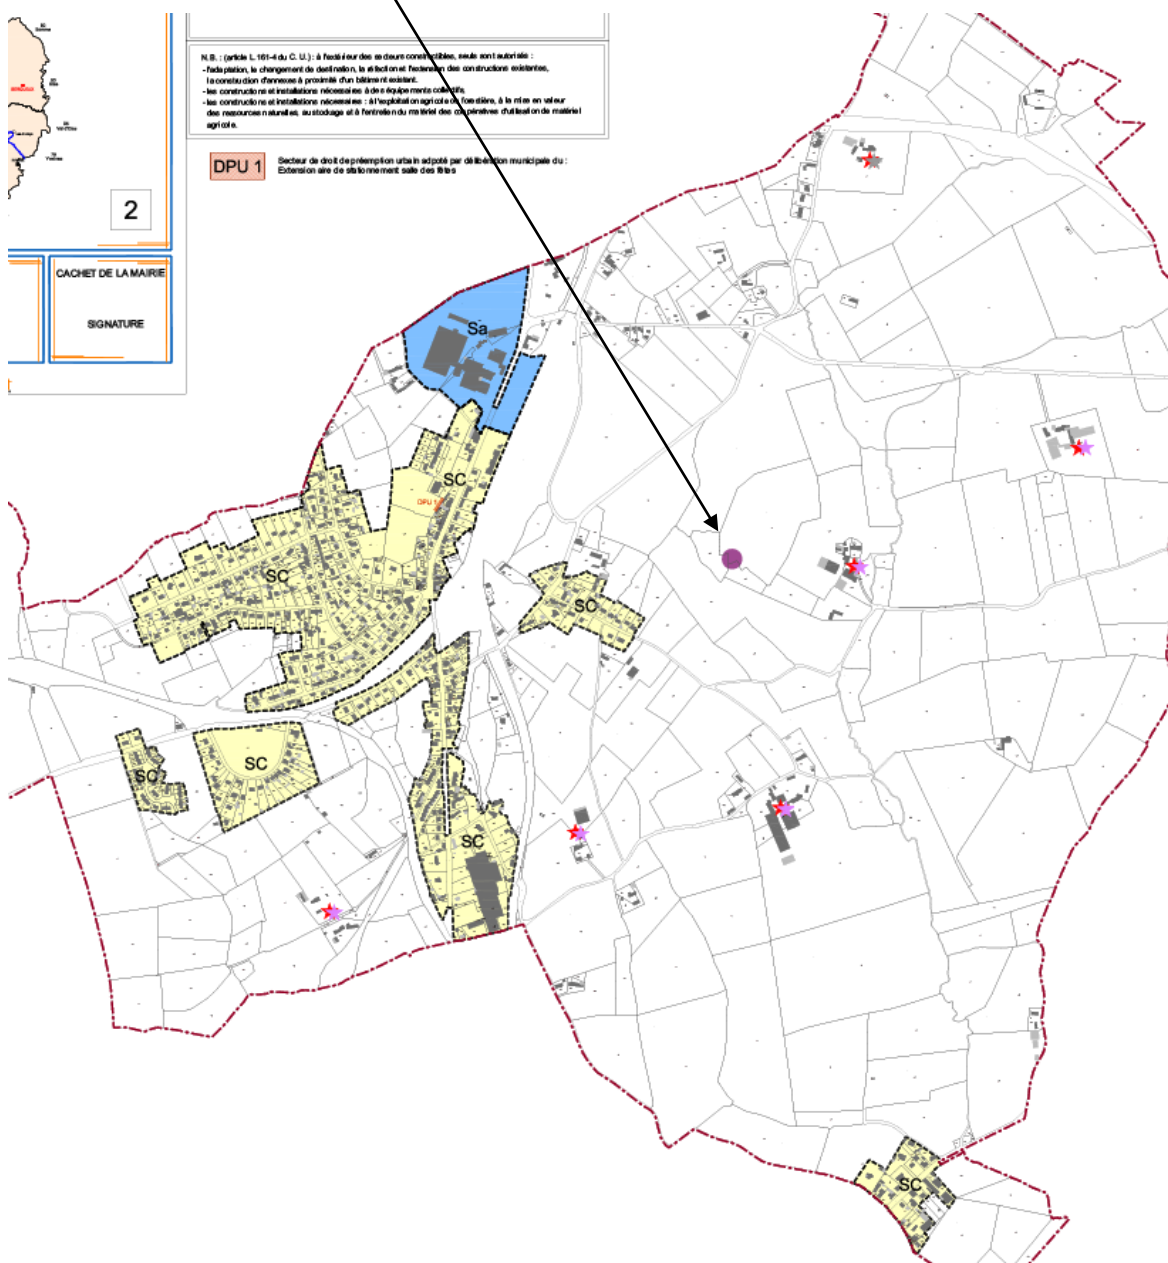 N.B. : (article L. 161-4 du C. U.) : à l'extérieur des secteurs constructibles, seuls sont autorisés :
- l'adaptation, le changement de destination, la réfection et l'extension des constructions existantes,
la construction d'annexes à proximité d'un bâtiment existant.
- les constructions et installations nécessaires à des équipements collectifs,
- les constructions et installations nécessaires : à l'exploitation agricole ou forestière, à la mise en valeur
des ressources naturelles, au stockage et à l'entretien du matériel des coopératives d'utilisation de matériel
agricole.
DPU 1
Secteur de droit de préemption urbain adpoté par délibération municipale du :
Extension aire de stationnement salle des fêtes
2
CACHET DE LA MAIRIE
SIGNATURE
Sa
SC
DPU 1
SC
SC
SC
SC
SC
SC